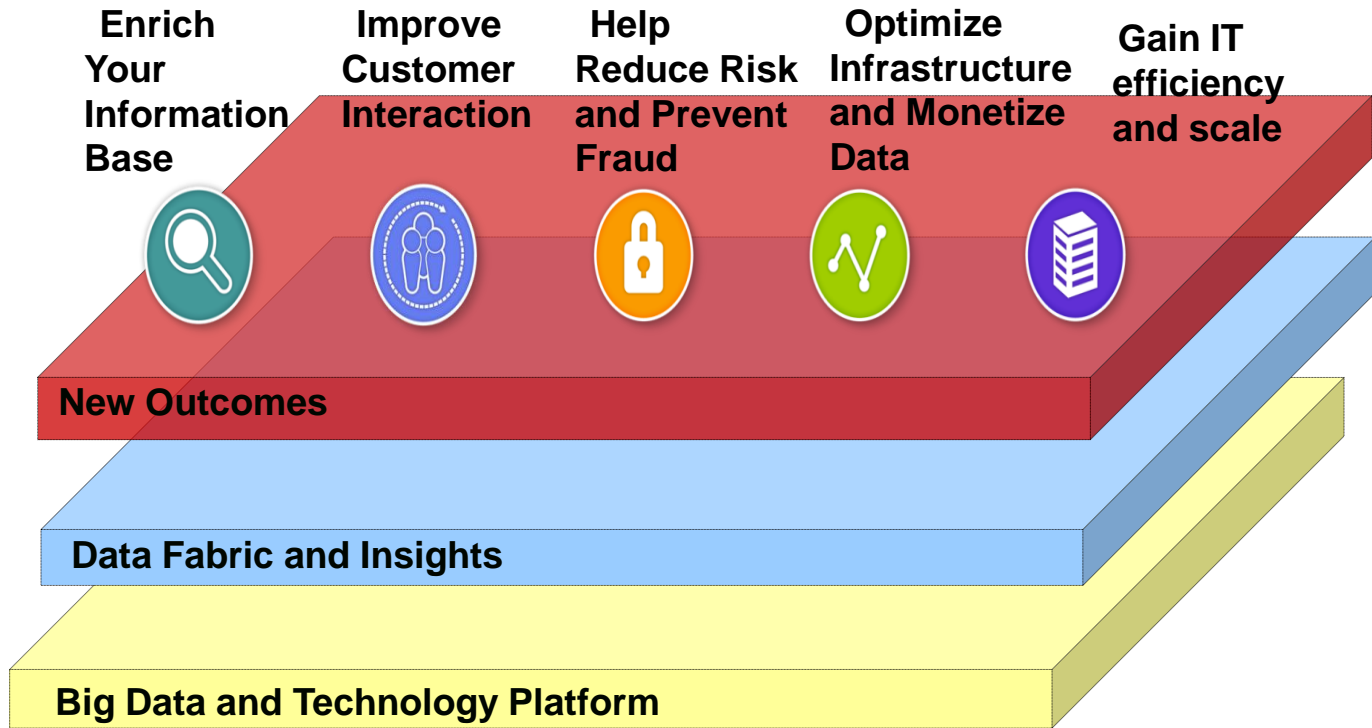 Enrich
Your
Information
Base
Improve
Customer
Interaction
Help
Reduce Risk
and Prevent
Fraud
Optimize
Infrastructure
and Monetize
Data
Gain IT
efficiency
and scale
New Outcomes
Data Fabric and Insights
Big Data and Technology Platform